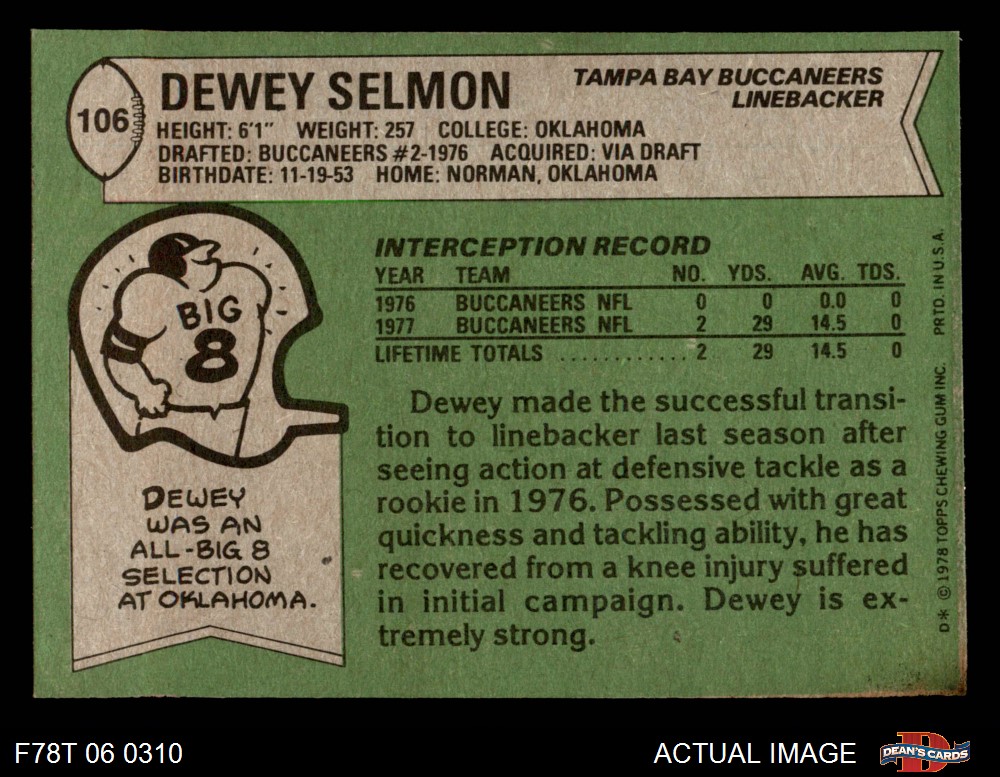 106
DEWEY SELMON
TAMPA BAY BUCCANEERS
LINEBACKER
HEIGHT: 6'1" WEIGHT: 257 COLLEGE: OKLAHOMA
DRAFTED: BUCCANEERS #2-1976 ACQUIRED: VIA DRAFT
BIRTHDATE: 11-19-53 HOME: NORMAN, OKLAHOMA
BIG
8
DEWEY
WAS AN
ALL-BIG 8
SELECTION
AT OKLAHOMA.
INTERCEPTION RECORD
YEAR TEAM NO. YDS. AVG. TDS.
1976 BUCCANEERS NFL 0 0 0.0 0
1977 BUCCANEERS NFL 2 29 14.5 0
LIFETIME TOTALS ............ 2 29 14.5 0
Dewey made the successful transi-
tion to linebacker last season after
seeing action at defensive tackle as a
rookie in 1976. Possessed with great
quickness and tackling ability, he has
recovered from a knee injury suffered
in initial campaign. Dewey is ex-
tremely strong.
D* © 1978 TOPPS CHEWING GUM INC. PRTD. IN U.S.A.
F78T 06 0310
ACTUAL IMAGE
D
DEAN'S CARDS